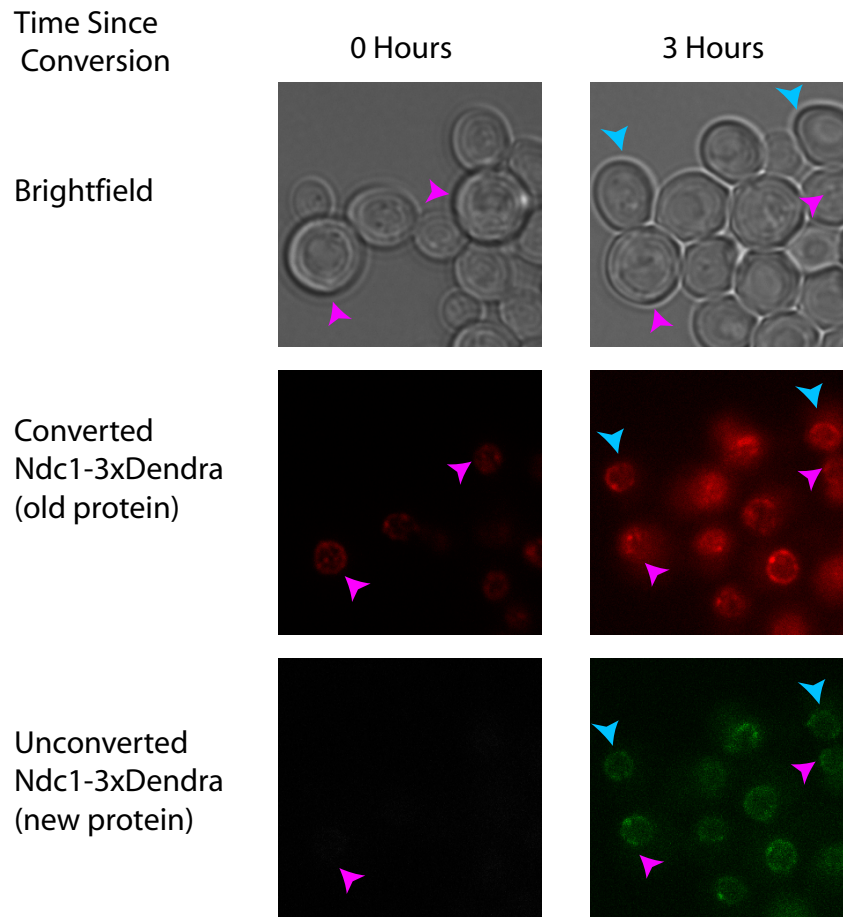 Time Since
Conversion
0 Hours
3 Hours
Brightfield
Converted
Ndc1-3xDendra
(old protein)
Unconverted
Ndc1-3xDendra
(new protein)